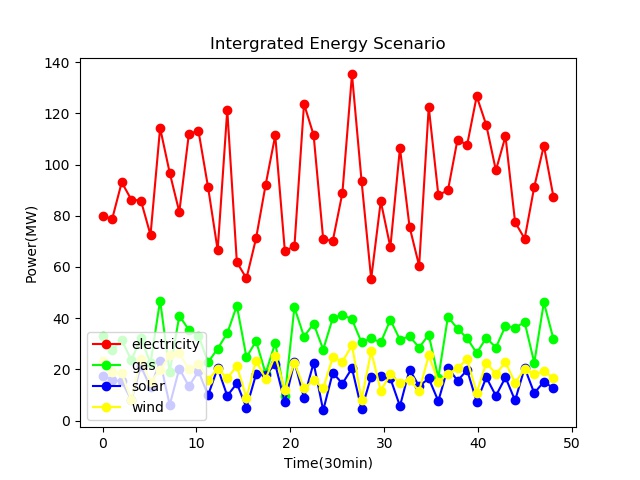 Intergrated Energy Scenario
Power(MW)
140
120
100
80
60
40
20
0
electricity
gas
solar
wind
0 10 20 30 40 50
Time(30min)